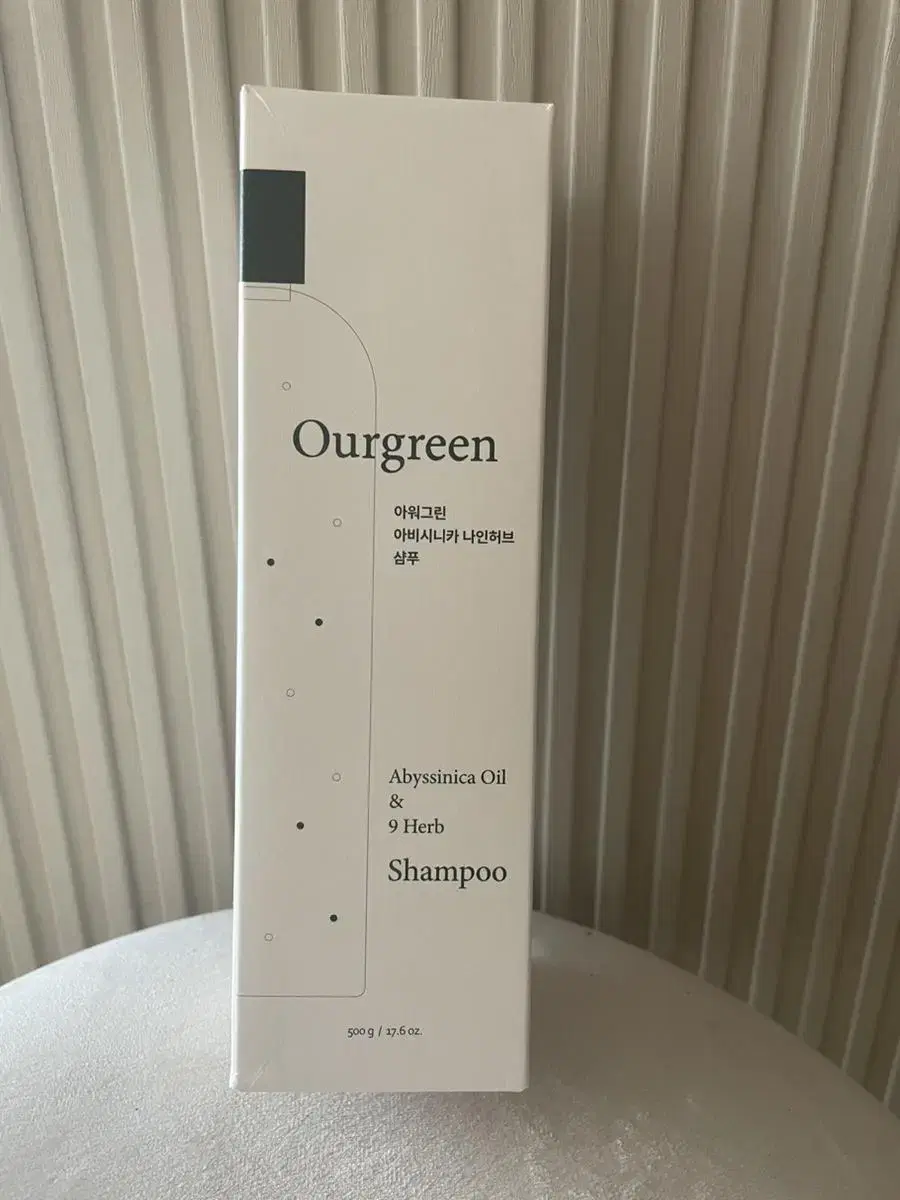 Ourgreen
아워그린
아비시니카 나인허브
샴푸
Abyssinica Oil
&
9 Herb
Shampoo
500 g / 17.6 oz.